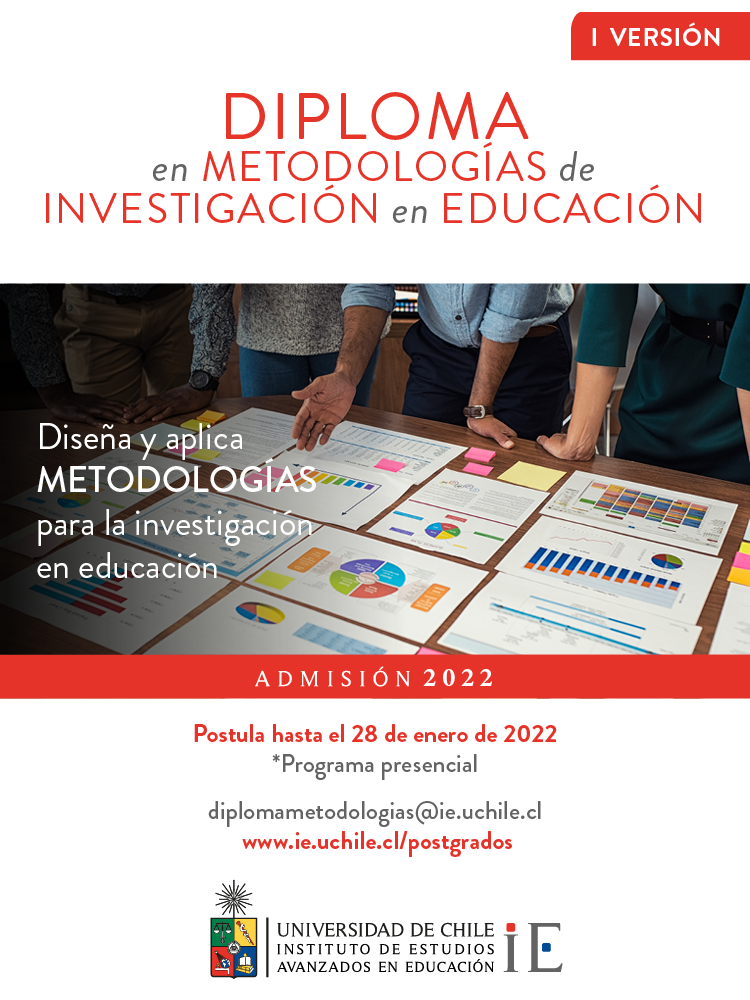 I VERSIÓN
DIPLOMA
en METODOLOGÍAS de
INVESTIGACIÓN en EDUCACIÓN
Diseña y aplica
METODOLOGÍAS
para la investigación
en educación
ADMISIÓN 2022
Postula hasta el 28 de enero de 2022
*Programa presencial
diplomametodologias@ie.uchile.cl
www.ie.uchile.cl/postgrados
UNIVERSIDAD DE CHILE
INSTITUTO DE ESTUDIOS
AVANZADOS EN EDUCACIÓN
iE